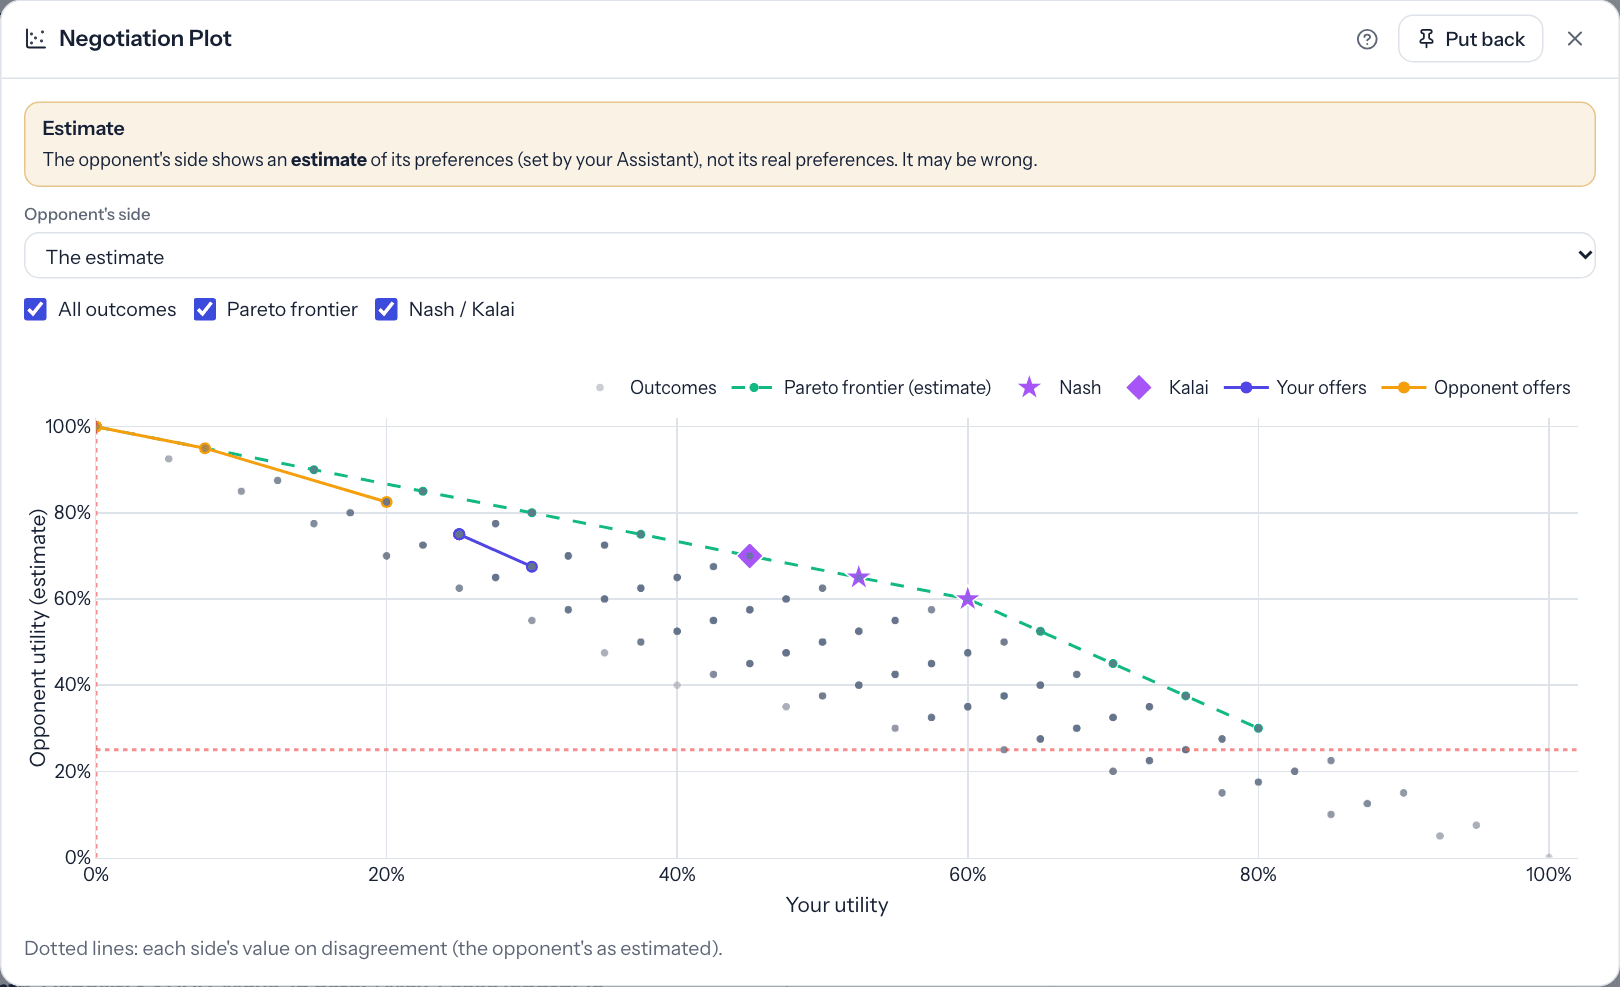 Negotiation Plot
Put back
Estimate
The opponent's side shows an estimate of its preferences (set by your Assistant), not its real preferences. It may be wrong.
Opponent's side
The estimate
All outcomes
Pareto frontier
Nash / Kalai
Outcomes
Pareto frontier (estimate)
Nash
Kalai
Your offers
Opponent offers
Opponent utility (estimate)
100%
80%
60%
40%
20%
0%
0%
20%
40%
60%
80%
100%
Your utility
Dotted lines: each side's value on disagreement (the opponent's as estimated).